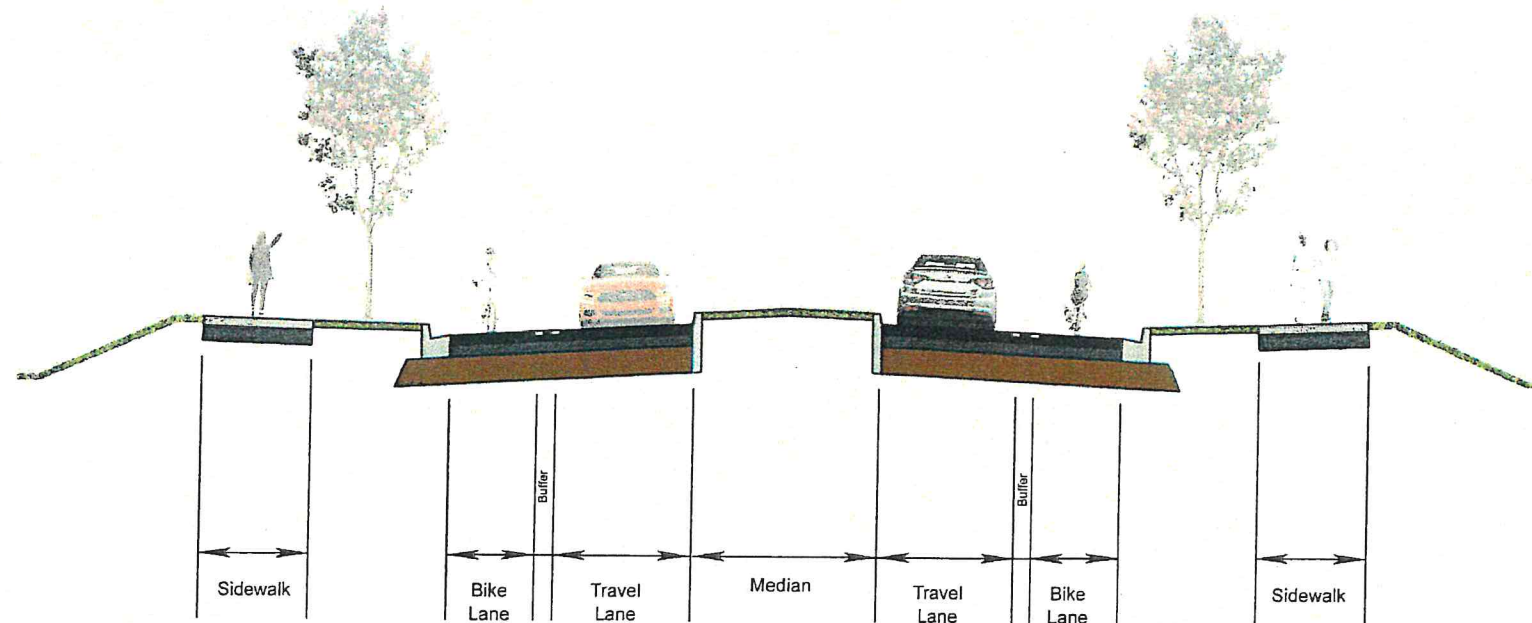 Buffer
Buffer
Sidewalk
Bike
Lane
Travel
Lane
Median
Travel
Lane
Bike
Lane
Sidewalk